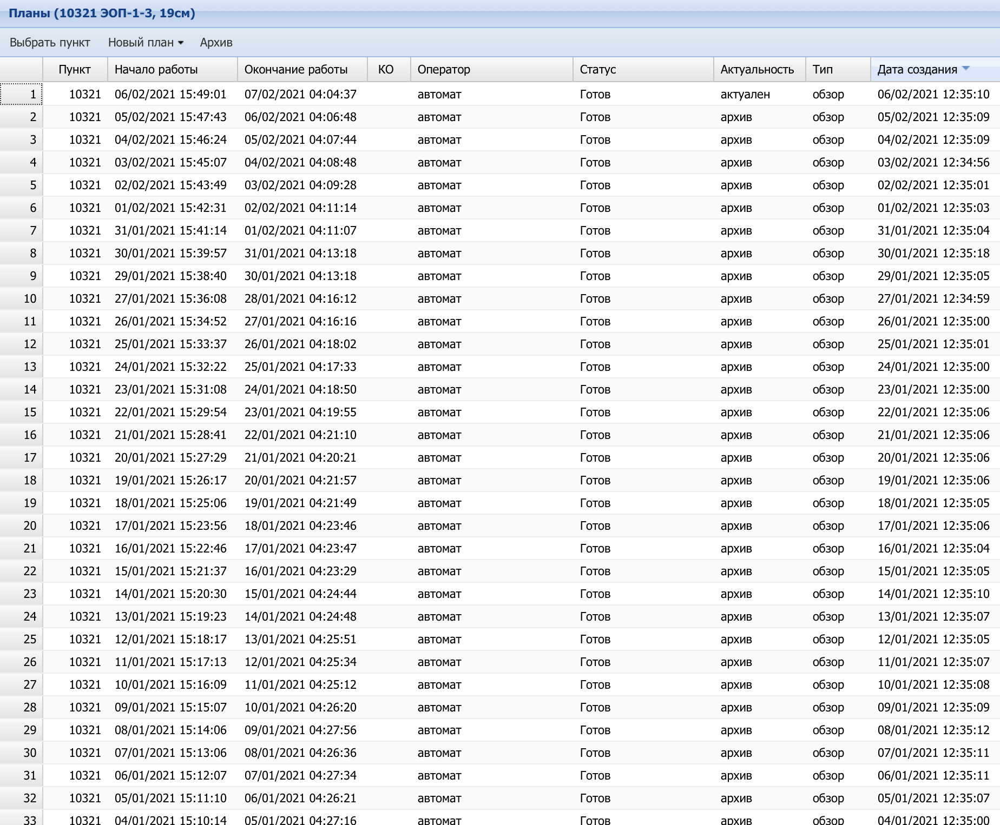 Планы (10321 ЭОП-1-3, 19см)
Выбрать пункт Новый план Архив
Пункт Начало работы Окончание работы КО Оператор Статус Актуальность Тип Дата создания
1 10321 06/02/2021 15:49:01 07/02/2021 04:04:37 автомат Готов актуален обзор 06/02/2021 12:35:10
2 10321 05/02/2021 15:47:43 06/02/2021 04:06:48 автомат Готов архив обзор 05/02/2021 12:35:09
3 10321 04/02/2021 15:46:24 05/02/2021 04:07:44 автомат Готов архив обзор 04/02/2021 12:35:09
4 10321 03/02/2021 15:45:07 04/02/2021 04:08:48 автомат Готов архив обзор 03/02/2021 12:34:56
5 10321 02/02/2021 15:43:49 03/02/2021 04:09:28 автомат Готов архив обзор 02/02/2021 12:35:01
6 10321 01/02/2021 15:42:31 02/02/2021 04:11:14 автомат Готов архив обзор 01/02/2021 12:35:03
7 10321 31/01/2021 15:41:14 01/02/2021 04:11:07 автомат Готов архив обзор 31/01/2021 12:35:04
8 10321 30/01/2021 15:39:57 31/01/2021 04:13:18 автомат Готов архив обзор 30/01/2021 12:35:18
9 10321 29/01/2021 15:38:40 30/01/2021 04:13:18 автомат Готов архив обзор 29/01/2021 12:35:05
10 10321 27/01/2021 15:36:08 28/01/2021 04:16:12 автомат Готов архив обзор 27/01/2021 12:34:59
11 10321 26/01/2021 15:34:52 27/01/2021 04:16:16 автомат Готов архив обзор 26/01/2021 12:35:00
12 10321 25/01/2021 15:33:37 26/01/2021 04:18:02 автомат Готов архив обзор 25/01/2021 12:35:01
13 10321 24/01/2021 15:32:22 25/01/2021 04:17:33 автомат Готов архив обзор 24/01/2021 12:35:00
14 10321 23/01/2021 15:31:08 24/01/2021 04:18:50 автомат Готов архив обзор 23/01/2021 12:35:00
15 10321 22/01/2021 15:29:54 23/01/2021 04:19:55 автомат Готов архив обзор 22/01/2021 12:35:06
16 10321 21/01/2021 15:28:41 22/01/2021 04:21:10 автомат Готов архив обзор 21/01/2021 12:35:06
17 10321 20/01/2021 15:27:29 21/01/2021 04:20:21 автомат Готов архив обзор 20/01/2021 12:35:06
18 10321 19/01/2021 15:26:17 20/01/2021 04:21:57 автомат Готов архив обзор 19/01/2021 12:35:06
19 10321 18/01/2021 15:25:06 19/01/2021 04:21:49 автомат Готов архив обзор 18/01/2021 12:35:05
20 10321 17/01/2021 15:23:56 18/01/2021 04:23:46 автомат Готов архив обзор 17/01/2021 12:35:06
21 10321 16/01/2021 15:22:46 17/01/2021 04:23:47 автомат Готов архив обзор 16/01/2021 12:35:04
22 10321 15/01/2021 15:21:37 16/01/2021 04:23:29 автомат Готов архив обзор 15/01/2021 12:35:05
23 10321 14/01/2021 15:20:30 15/01/2021 04:24:44 автомат Готов архив обзор 14/01/2021 12:35:10
24 10321 13/01/2021 15:19:23 14/01/2021 04:24:48 автомат Готов архив обзор 13/01/2021 12:35:07
25 10321 12/01/2021 15:18:17 13/01/2021 04:25:51 автомат Готов архив обзор 12/01/2021 12:35:05
26 10321 11/01/2021 15:17:13 12/01/2021 04:25:34 автомат Готов архив обзор 11/01/2021 12:35:07
27 10321 10/01/2021 15:16:09 11/01/2021 04:25:12 автомат Готов архив обзор 10/01/2021 12:35:08
28 10321 09/01/2021 15:15:07 10/01/2021 04:26:20 автомат Готов архив обзор 09/01/2021 12:35:09
29 10321 08/01/2021 15:14:06 09/01/2021 04:27:56 автомат Готов архив обзор 08/01/2021 12:35:12
30 10321 07/01/2021 15:13:06 08/01/2021 04:26:36 автомат Готов архив обзор 07/01/2021 12:35:11
31 10321 06/01/2021 15:12:07 07/01/2021 04:27:34 автомат Готов архив обзор 06/01/2021 12:35:11
32 10321 05/01/2021 15:11:10 06/01/2021 04:26:21 автомат Готов архив обзор 05/01/2021 12:35:07
33 10321 04/01/2021 15:10:14 05/01/2021 04:27:16 автомат Готов архив обзор 04/01/2021 12:35:00